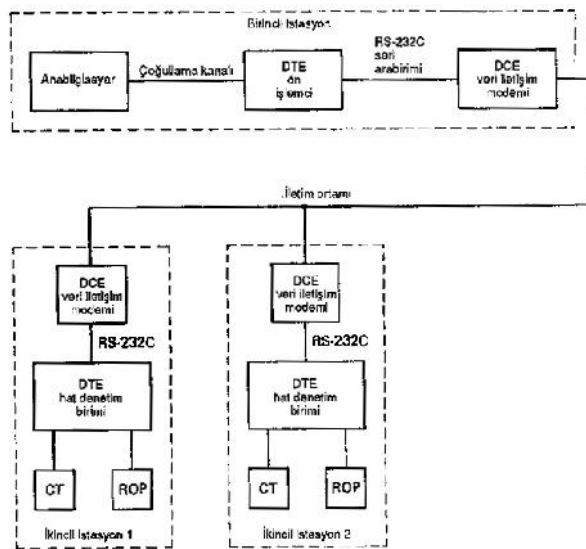 Birincil İstasyon
Anabilgisayar
Çoğullama kanalı
DTE
ön
işlemci
RS-232C
seri
arabirimi
DCE
veri iletişim
modemi
İletim ortamı
DCE
veri iletişim
modemi
RS-232C
DTE
hat denetim
birimi
CT
ROP
İkincil istasyon 1
DCE
veri iletişim
modemi
RS-232C
DTE
hat denetim
birimi
CT
ROP
İkincil istasyon 2